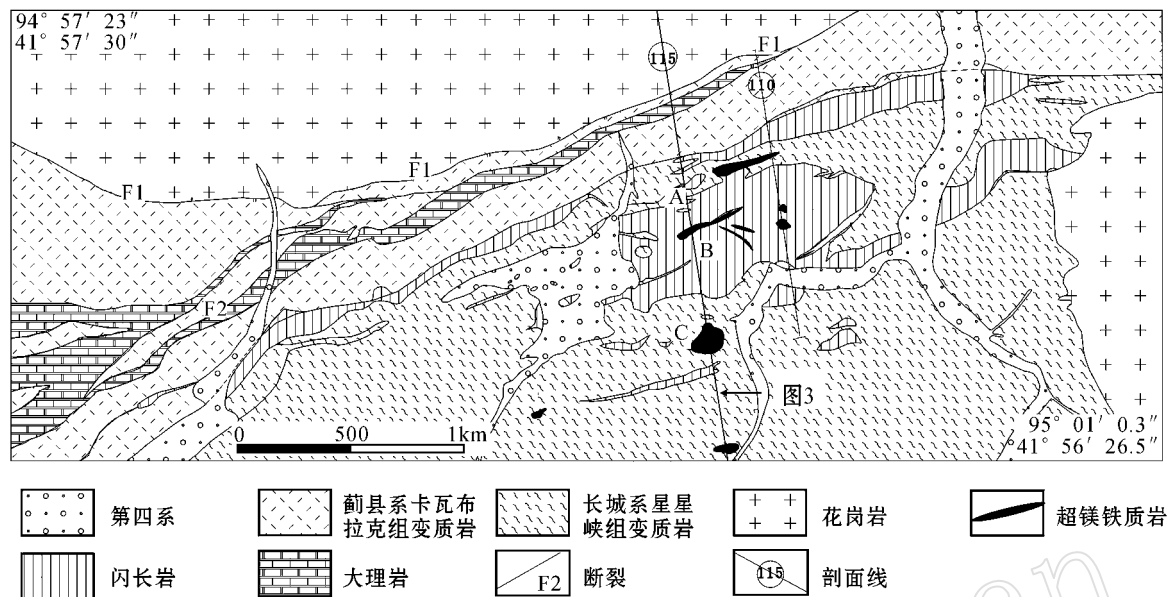 94° 57′ 23″
41° 57′ 30″
F1
115
110
F1
F1
A
B
F2
C
图3
0 500 1km
95° 01′ 0.3″
41° 56′ 26.5″
第四系
蓟县系卡瓦布
拉克组变质岩
长城系星星
峡组变质岩
花岗岩
超镁铁质岩
闪长岩
大理岩
F2
断裂
115
剖面线
en